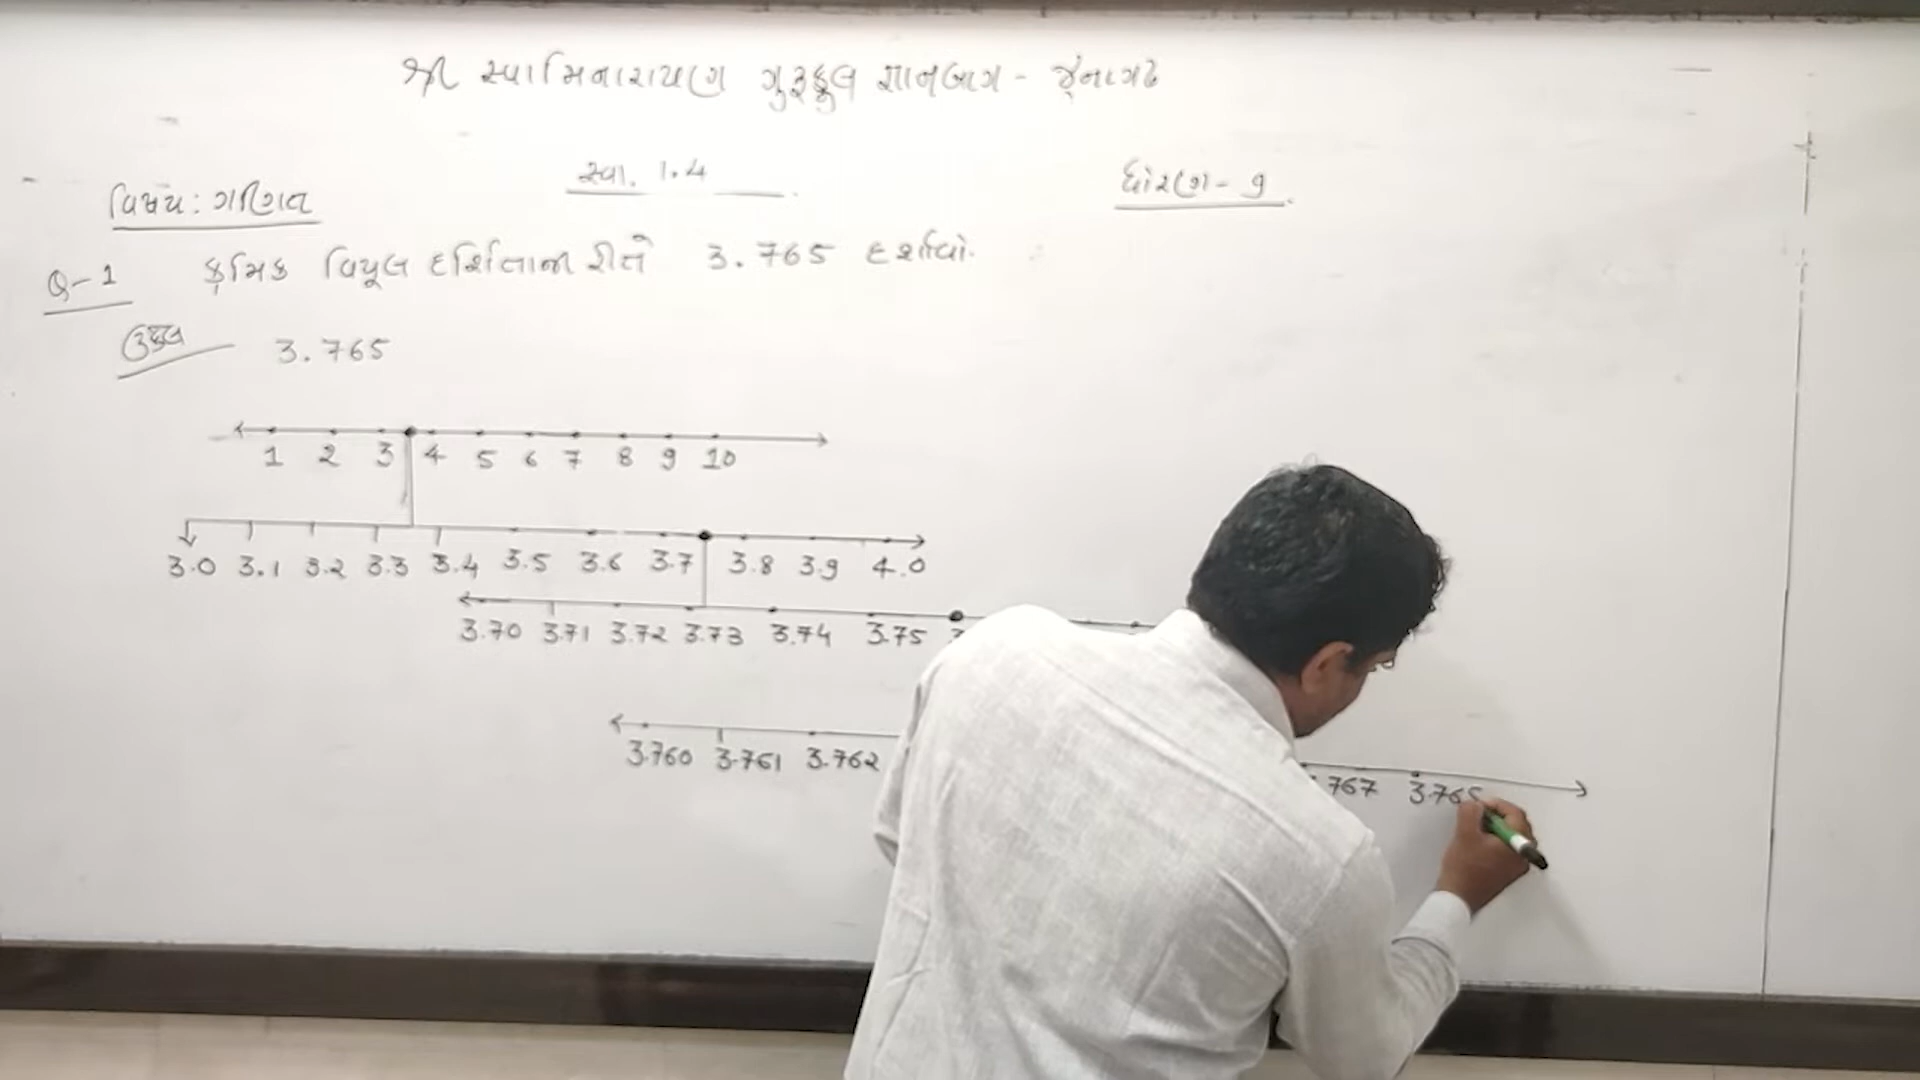 શ્રી સ્વામિનારાયણ ગુરૂકુલ જ્ઞાનબાગ - જૂનાગઢ
સ્વા. 1.4
ધોરણ - 9
વિષય : ગણિત
Q-1 ક્રમિક વિપૂલ દર્શિતાની રીતે 3.765 દર્શાવો.
ઉકેલ 3.765
1 2 3 4 5 6 7 8 9 10
3.0 3.1 3.2 3.3 3.4 3.5 3.6 3.7 3.8 3.9 4.0
3.70 3.71 3.72 3.73 3.74 3.75
3.760 3.761 3.762 767